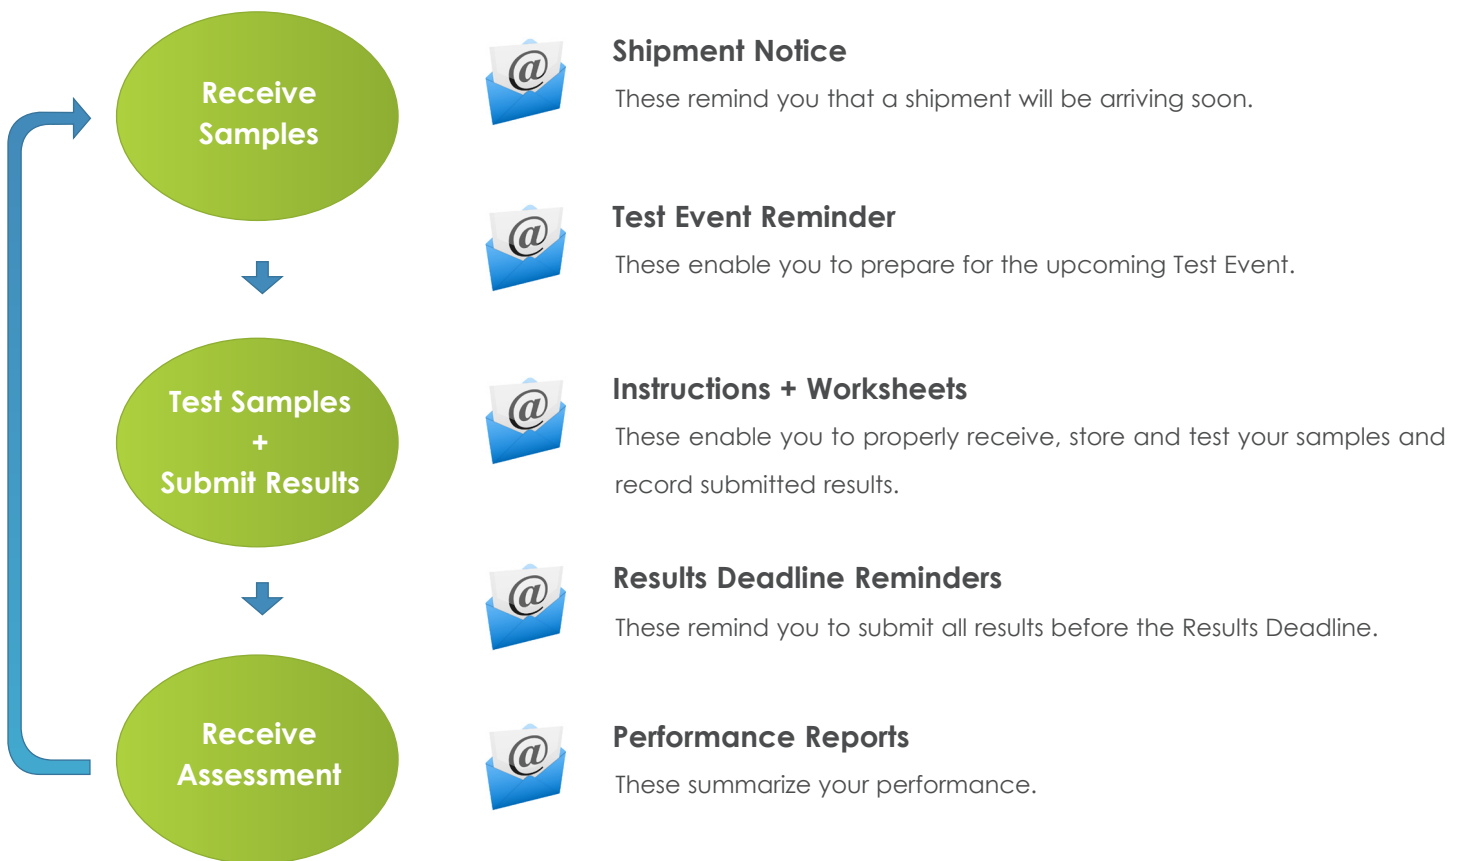 Receive
Samples
Shipment Notice
These remind you that a shipment will be arriving soon.
Test Event Reminder
These enable you to prepare for the upcoming Test Event.
Test Samples
+
Submit Results
Instructions + Worksheets
These enable you to properly receive, store and test your samples and
record submitted results.
Results Deadline Reminders
These remind you to submit all results before the Results Deadline.
Receive
Assessment
Performance Reports
These summarize your performance.